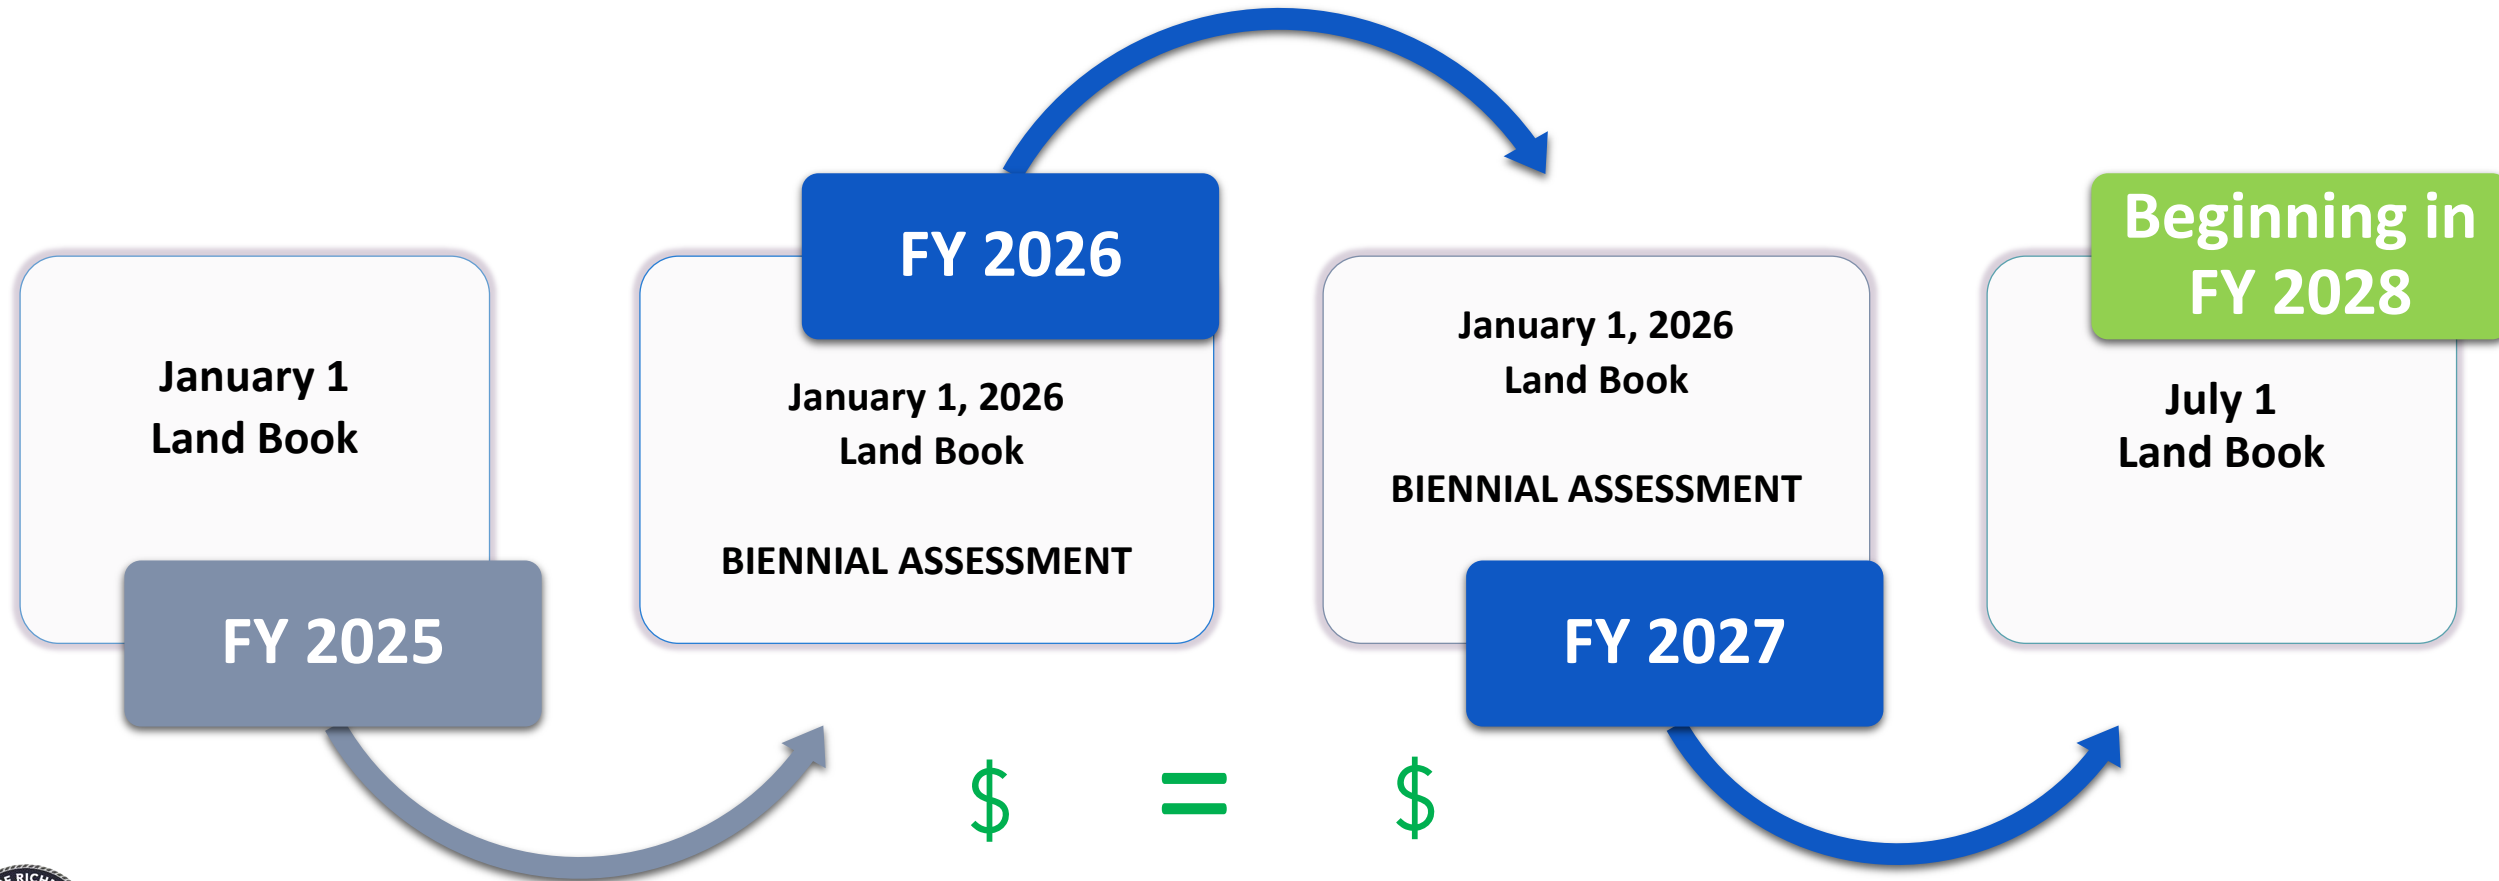 January 1
Land Book
FY 2025
FY 2026
January 1, 2026
Land Book
BIENNIAL ASSESSMENT
January 1, 2026
Land Book
BIENNIAL ASSESSMENT
FY 2027
Beginning in
FY 2028
July 1
Land Book
$ = $